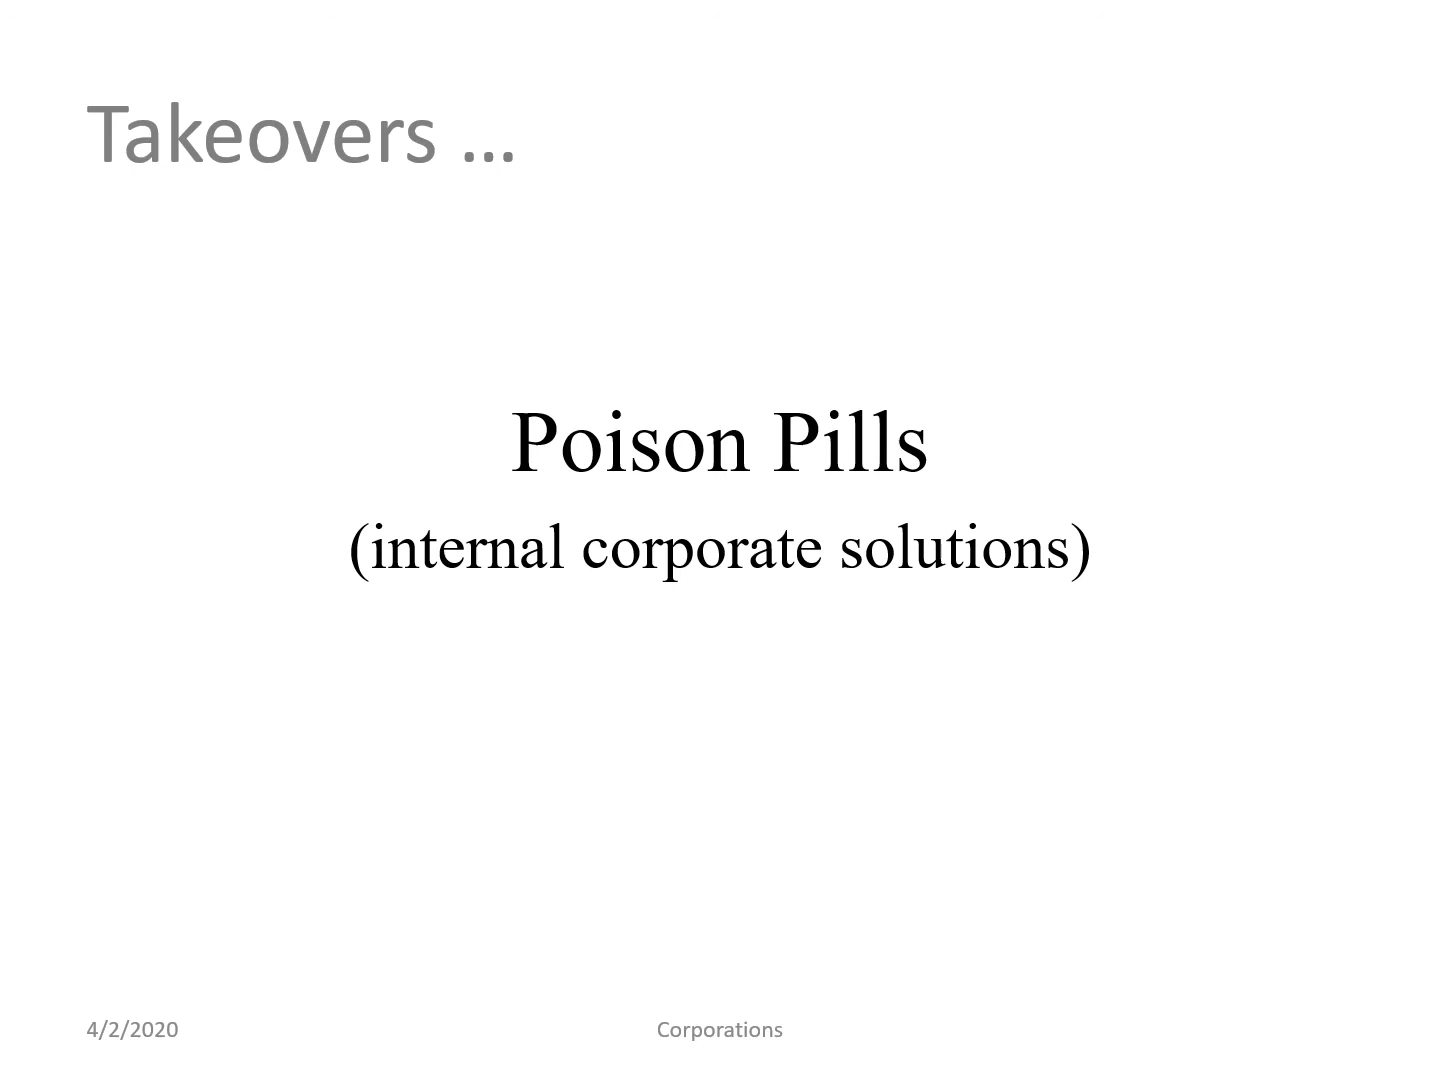 Takeovers …
Poison Pills
(internal corporate solutions)
4/2/2020
Corporations